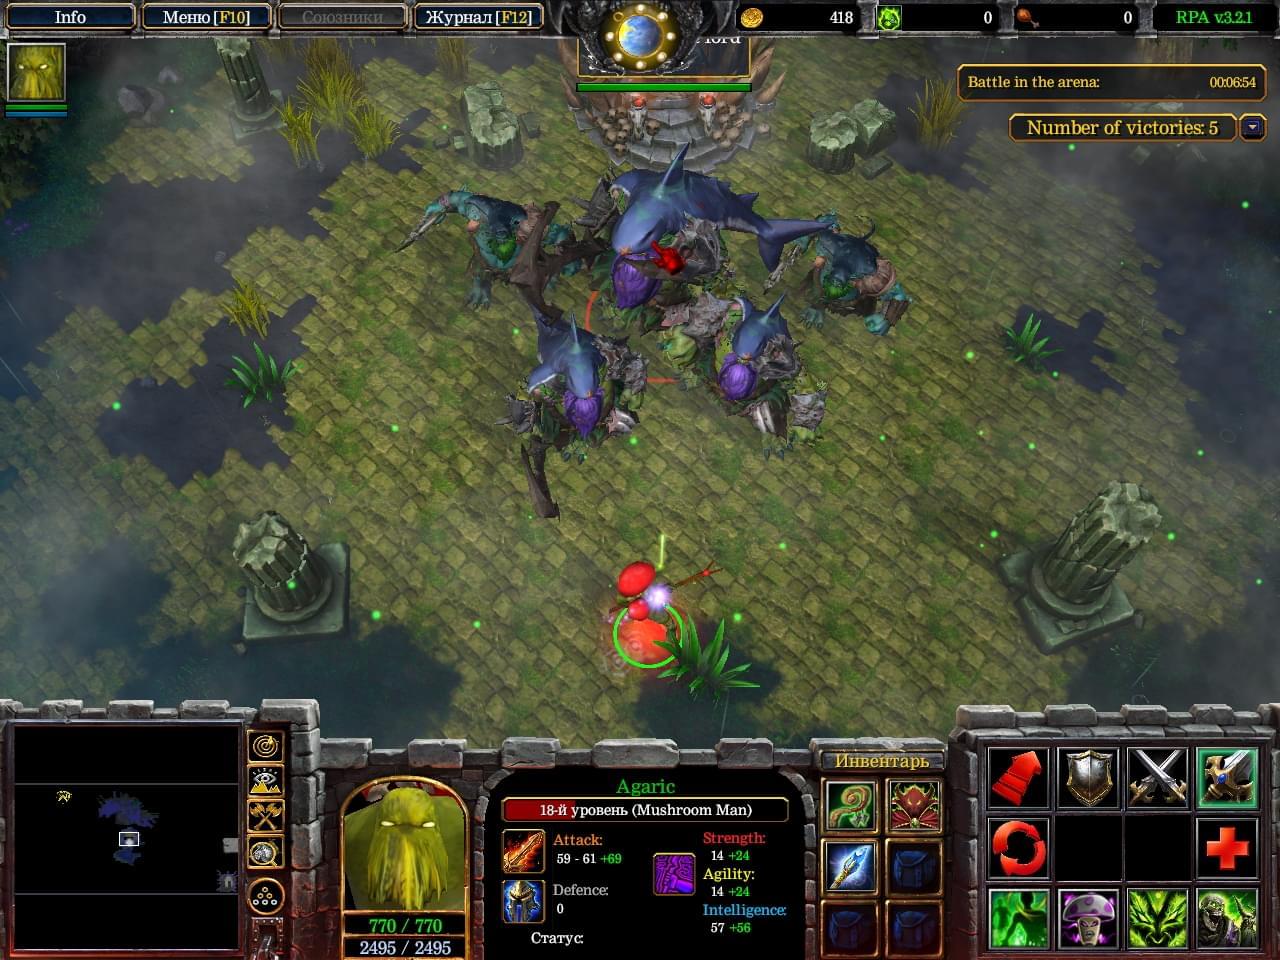 Info
Меню [F10]
Союзники
Журнал [F12]
418
0
0
RPA v.3.2.1
lord
Battle in the arena: 00:06:54
Number of victories: 5
Agaric
18-й уровень (Mushroom Man)
Attack:
59 - 61 +69
Defence:
0
Статус:
Strength:
14 +24
Agility:
14 +24
Intelligence:
57 +56
770 / 770
2495 / 2495
Инвентарь